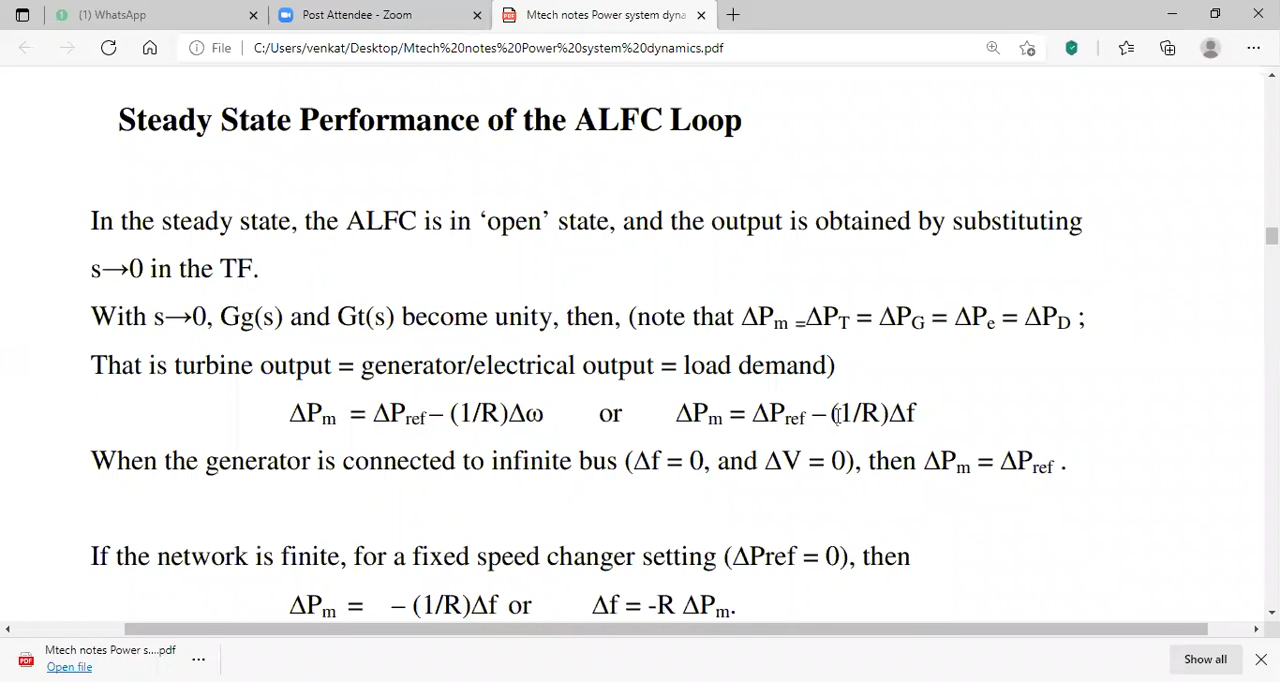 (1) WhatsApp
Post Attendee - Zoom
Mtech notes Power system dyna
File
C:/Users/venkat/Desktop/Mtech%20notes%20Power%20system%20dynamics.pdf
Steady State Performance of the ALFC Loop
In the steady state, the ALFC is in ‘open’ state, and the output is obtained by substituting
s→0 in the TF.
With s→0, Gg(s) and Gt(s) become unity, then, (note that ΔPm =ΔPT = ΔPG = ΔPe = ΔPD ;
That is turbine output = generator/electrical output = load demand)
ΔPm = ΔPref – (1/R)Δω or ΔPm = ΔPref – (1/R)Δf
When the generator is connected to infinite bus (Δf = 0, and ΔV = 0), then ΔPm = ΔPref .
If the network is finite, for a fixed speed changer setting (ΔPref = 0), then
ΔPm = – (1/R)Δf or Δf = -R ΔPm.
Mtech notes Power s....pdf
Open file
Show all